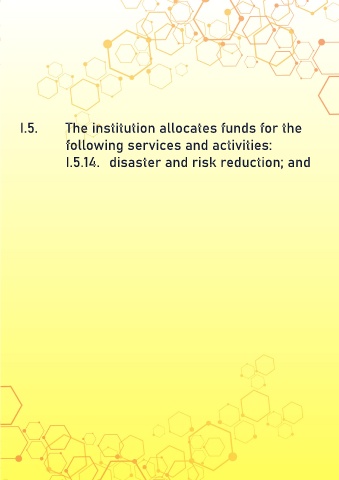 I.5. The institution allocates funds for the
following services and activities:
I.5.14. disaster and risk reduction; and